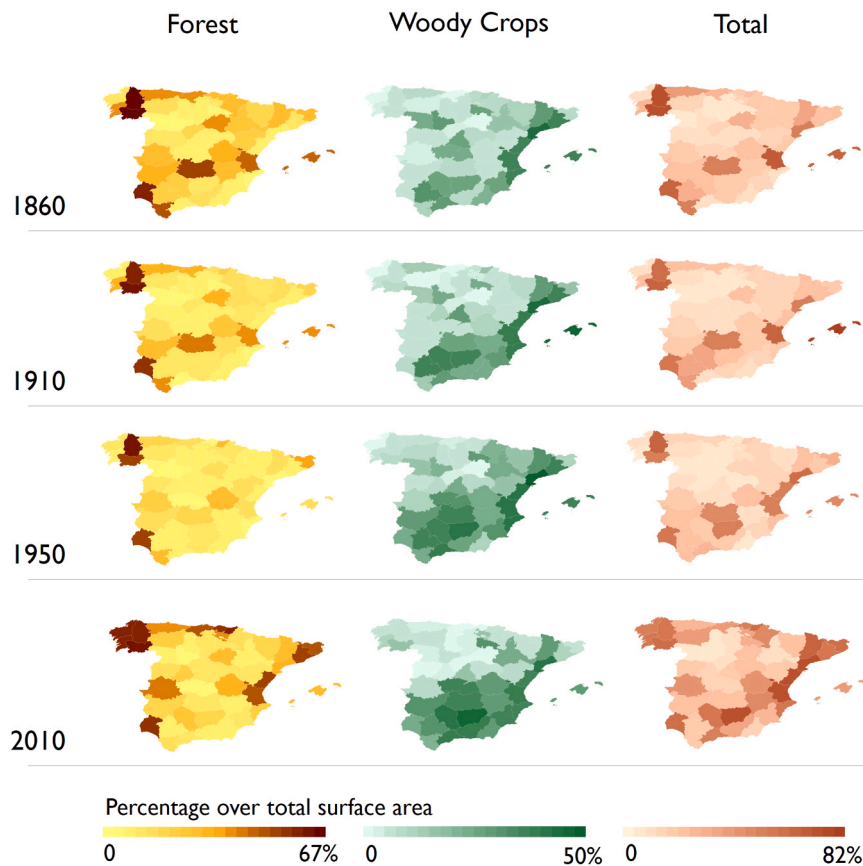 Forest Woody Crops Total
1860
1910
1950
2010
Percentage over total surface area
0 67% 0 50% 0 82%